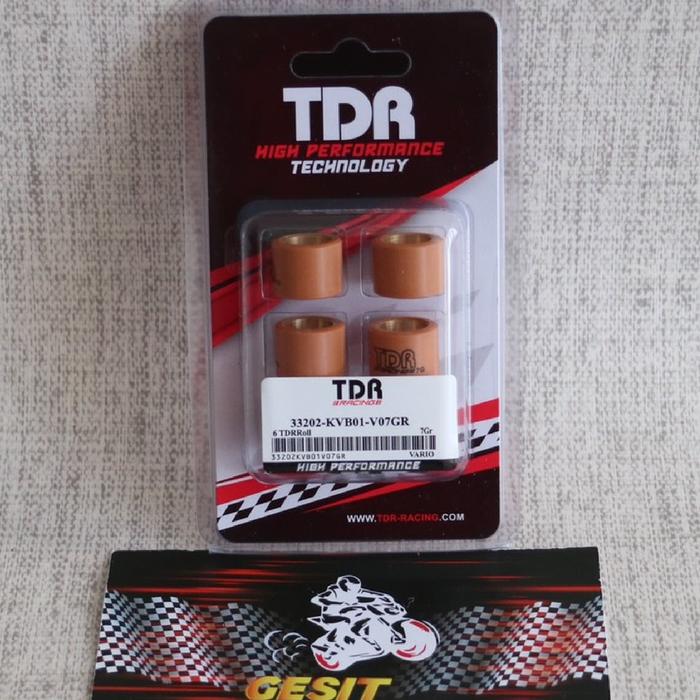 TDR
HIGH PERFORMANCE
TECHNOLOGY
TDR
TDR
RACING
33202-KVB01-V07GR
6 TDRRoll 7Gr
33202KVB01V07GR VARIO
HIGH PERFORMANCE
WWW.TDR-RACING.COM
GESIT